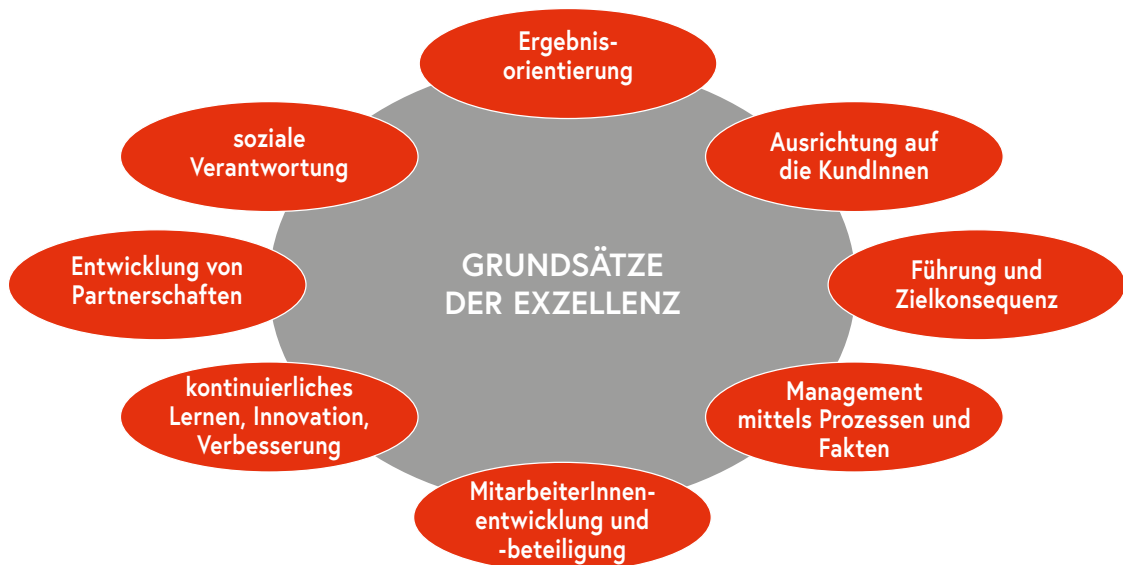 Ergebnis-
orientierung
Ausrichtung auf
die KundInnen
Führung und
Zielkonsequenz
Management
mittels Prozessen und
Fakten
MitarbeiterInnen-
entwicklung und
-beteiligung
kontinuierliches
Lernen, Innovation,
Verbesserung
Entwicklung von
Partnerschaften
soziale
Verantwortung
GRUNDSÄTZE
DER EXZELLENZ